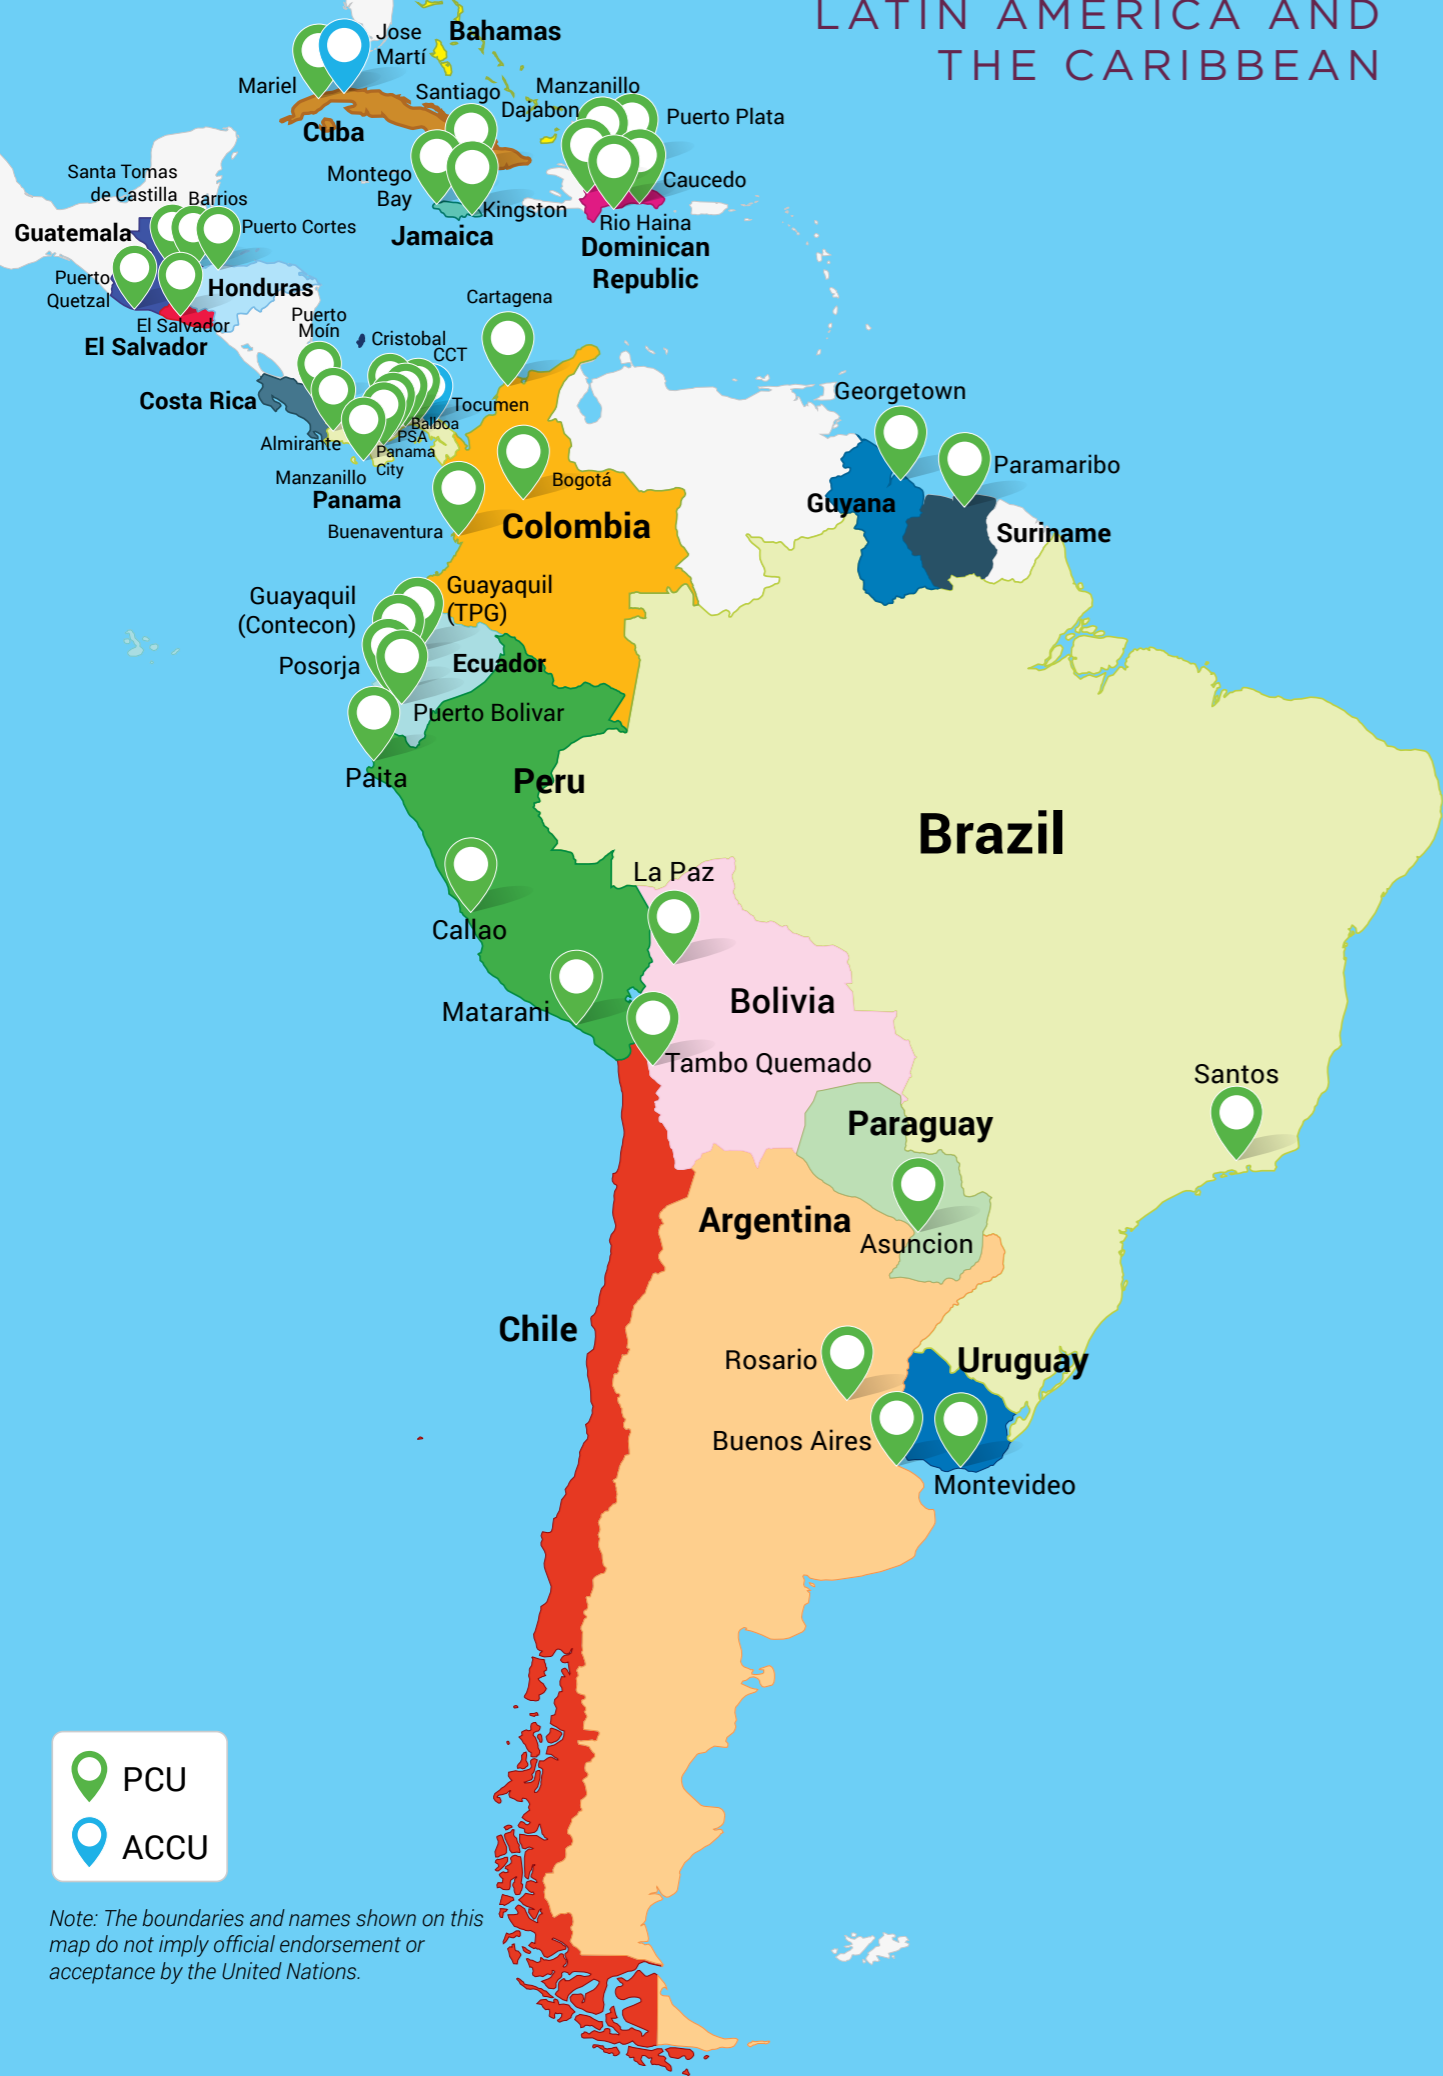 LATIN AMERICA AND
THE CARIBBEAN
Jose
Martí
Bahamas
Mariel
Santiago
Manzanillo
Dajabon
Puerto Plata
Cuba
Montego
Bay
Kingston
Jamaica
Caucedo
Rio Haina
Dominican
Republic
Santa Tomas
de Castilla
Barrios
Guatemala
Puerto Cortes
Puerto
Quetzal
Honduras
El Salvador
El Salvador
Puerto
Moín
Cristobal
CCT
Cartagena
Costa Rica
Tocumen
Balboa
PSA
Panama
City
Almirante
Manzanillo
Panama
Bogotá
Buenaventura
Colombia
Georgetown
Paramaribo
Guyana
Suriname
Guayaquil
(Contecon)
Guayaquil
(TPG)
Posorja
Ecuador
Puerto Bolivar
Paita
Peru
Brazil
La Paz
Callao
Matarani
Bolivia
Tambo Quemado
Santos
Paraguay
Argentina
Asuncion
Chile
Rosario
Uruguay
Buenos Aires
Montevideo
PCU
ACCU
Note: The boundaries and names shown on this
map do not imply official endorsement or
acceptance by the United Nations.